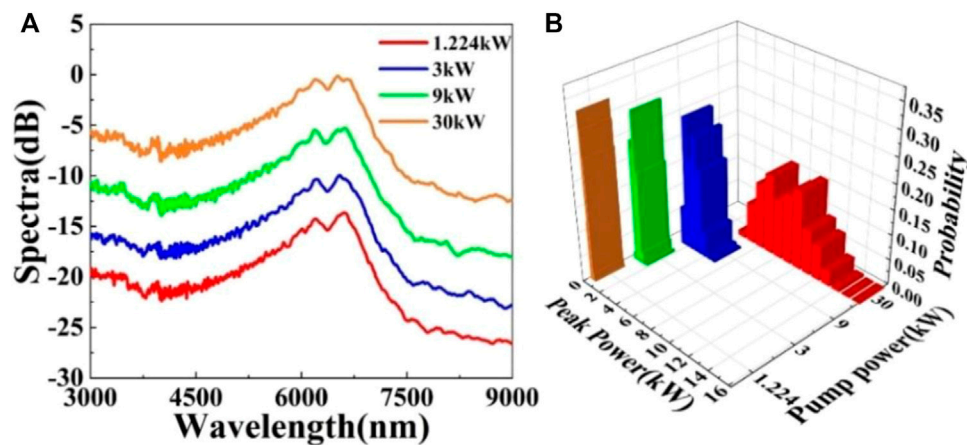 A
Spectra(dB)
5
0
-5
-10
-15
-20
-25
-30
1.224kW
3kW
9kW
30kW
3000 4500 6000 7500 9000
Wavelength(nm)
B
0.35
0.30
0.25
0.20
0.15
0.10
0.05
0.00
Probability
0 2 4 6 8 10 12 14 16
Peak Power(kW)
1.224 3 9 30
Pump power(kW)